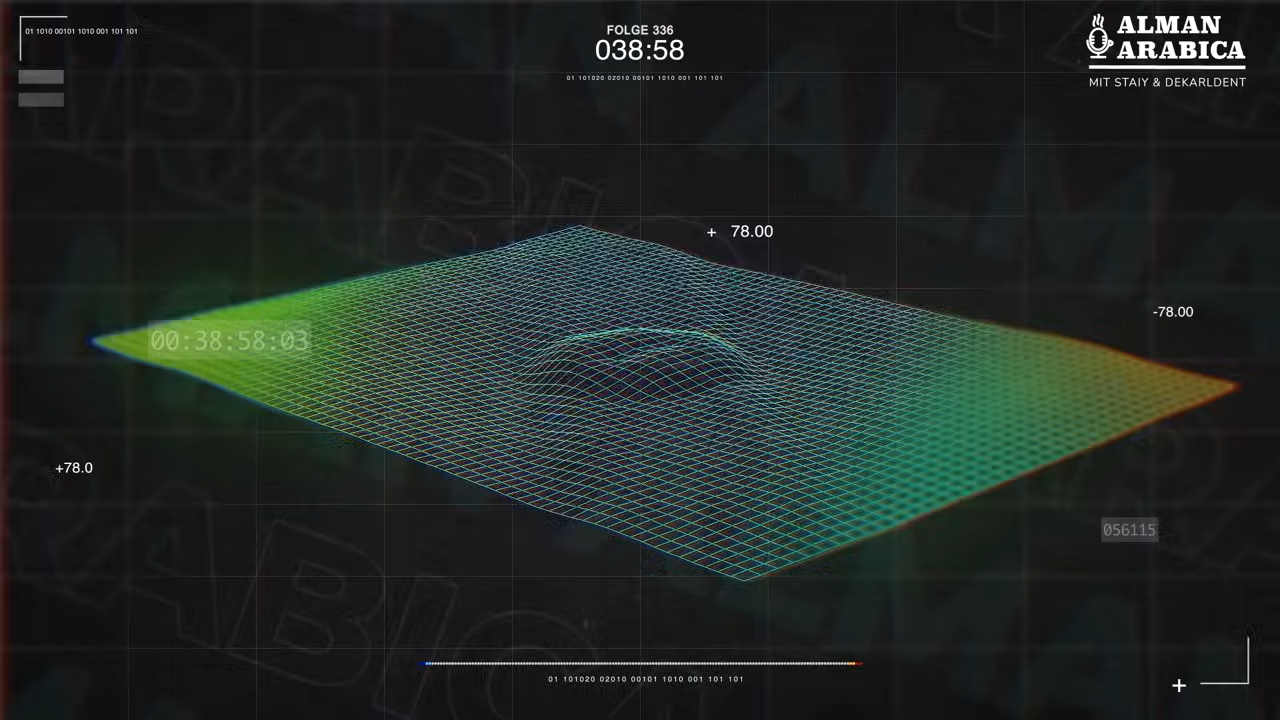 01 1010 00101 1010 001 101 101
FOLGE 336
038:58
01 101020 02010 00101 1010 001 101 101
ALMAN
ARABICA
MIT STAIY & DEKARLDENT
+ 78.00
-78.00
00:38:58:03
+78.0
056115
01 101020 02010 00101 1010 001 101 101
+